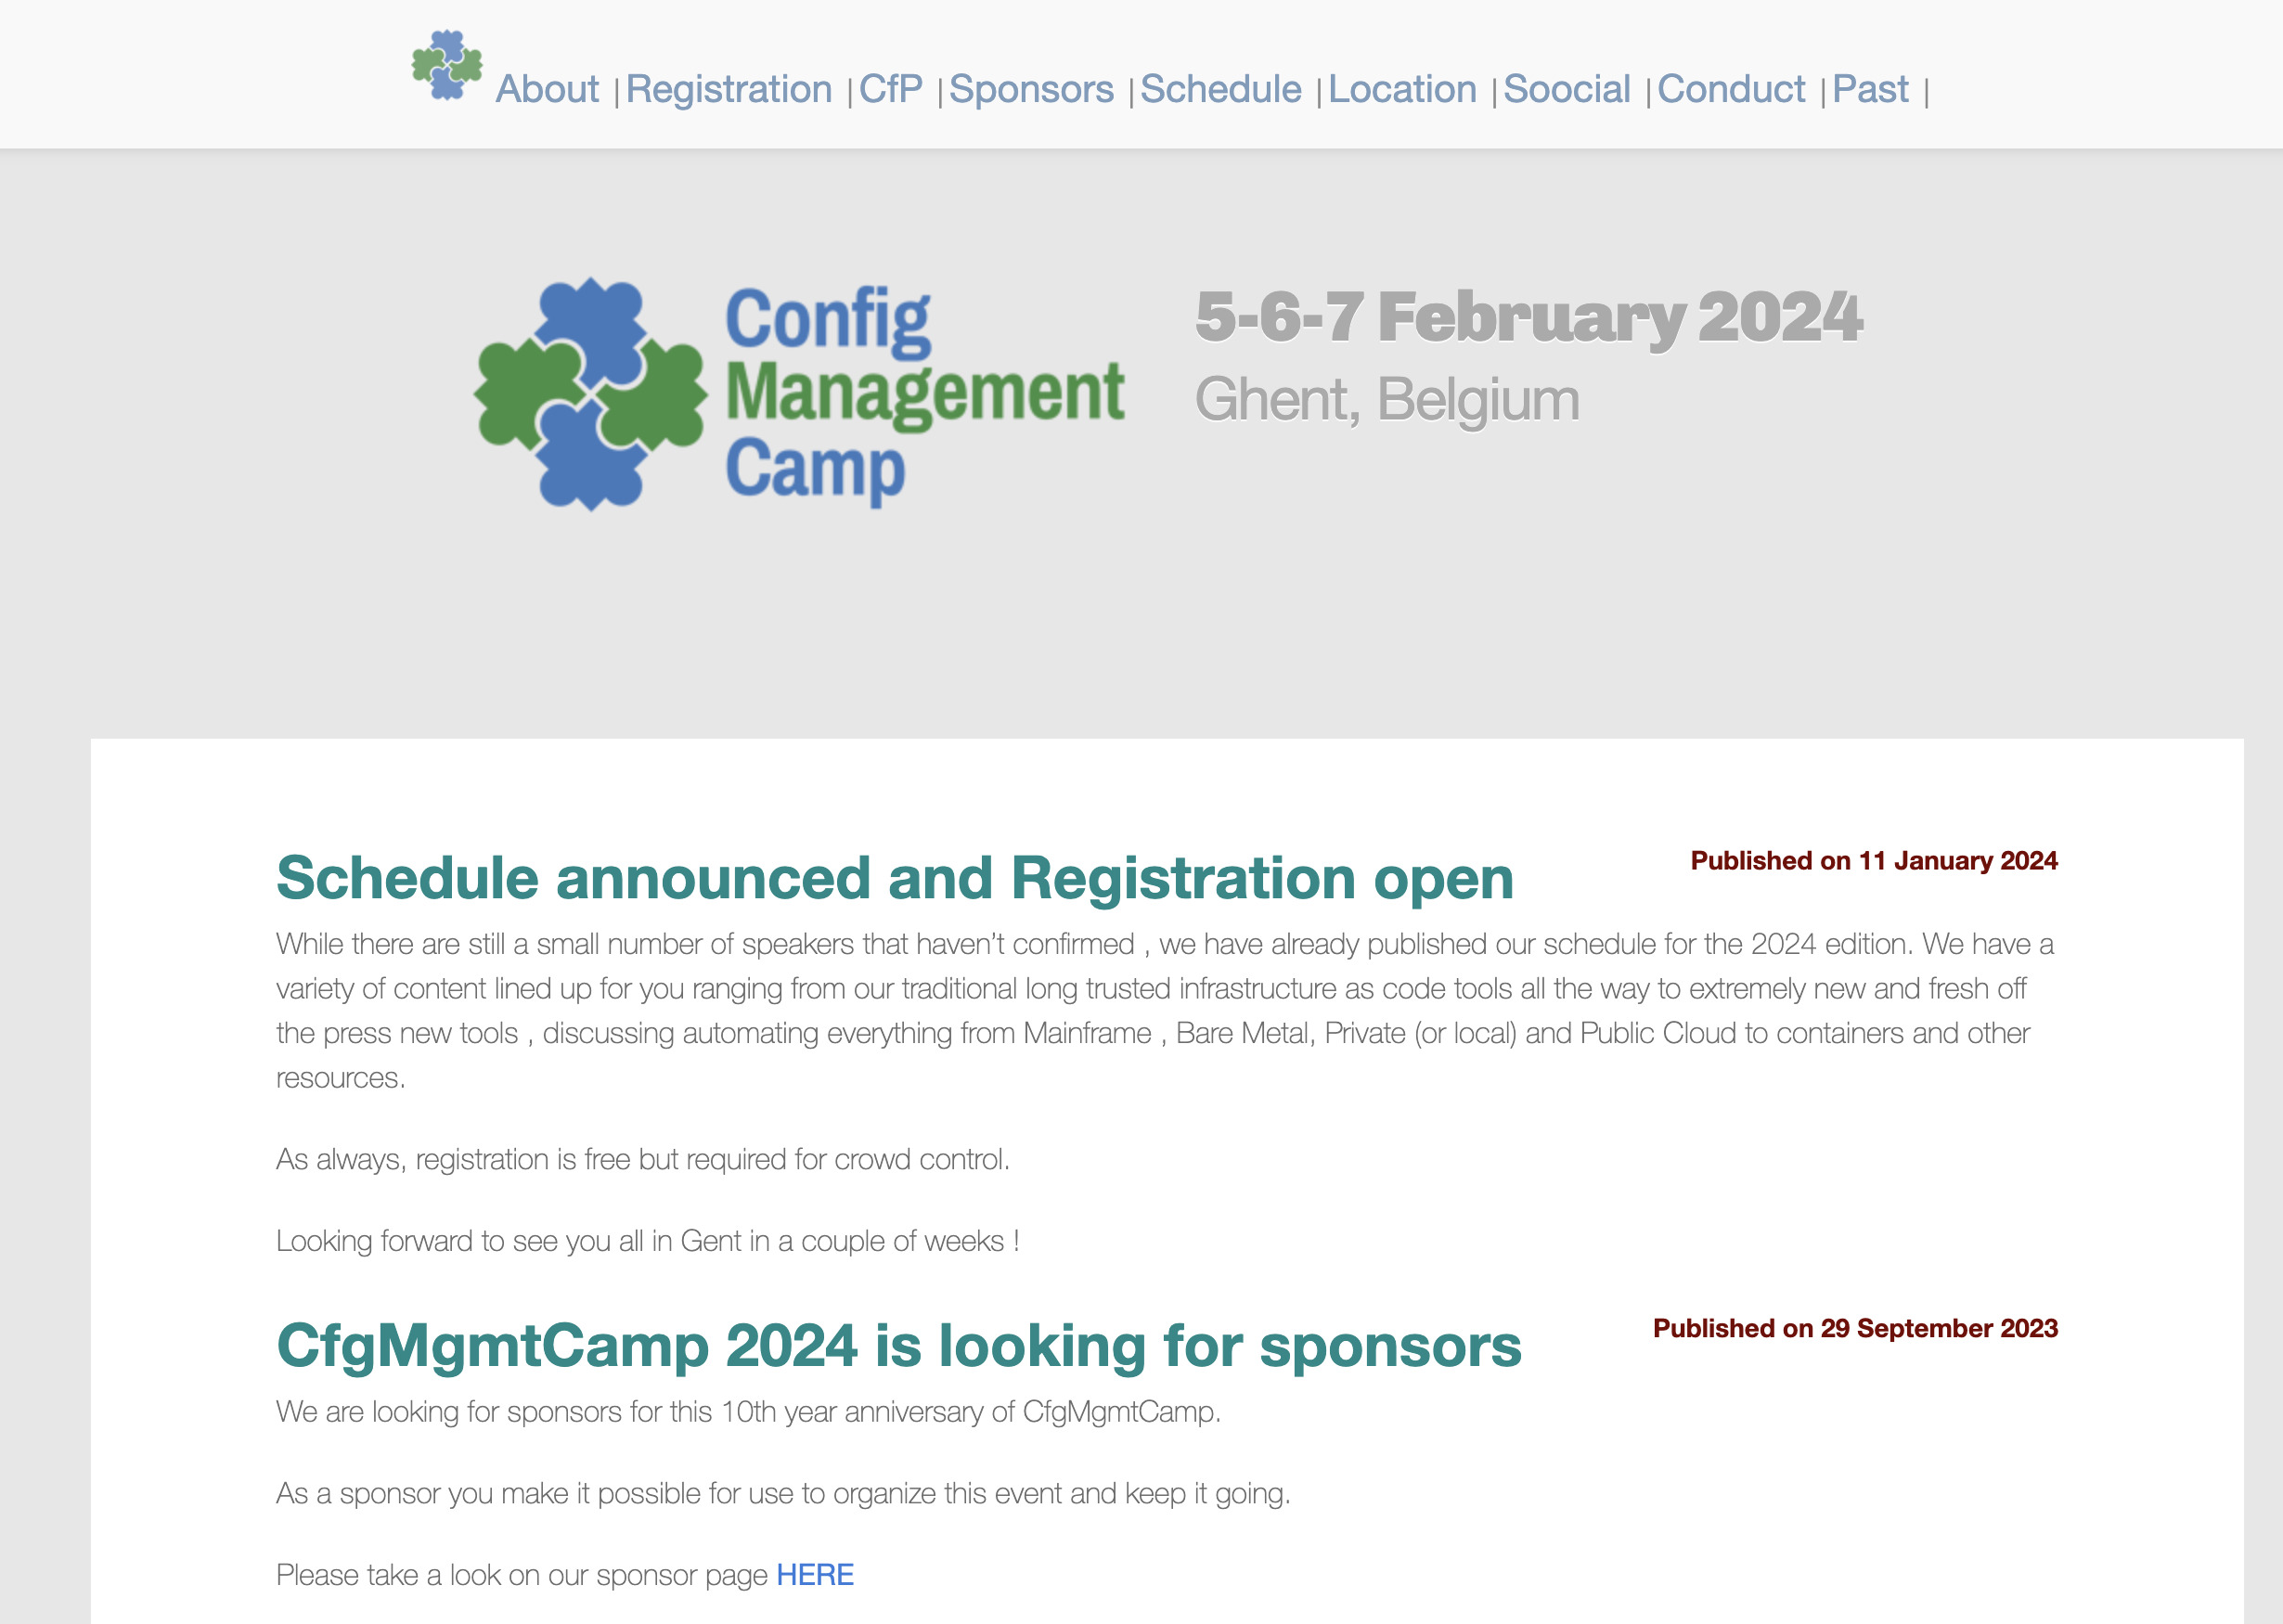 About | Registration | CfP | Sponsors | Schedule | Location | Soocial | Conduct | Past |
Config
Management
Camp
5-6-7 February 2024
Ghent, Belgium
Schedule announced and Registration open
Published on 11 January 2024
While there are still a small number of speakers that haven’t confirmed , we have already published our schedule for the 2024 edition. We have a
variety of content lined up for you ranging from our traditional long trusted infrastructure as code tools all the way to extremely new and fresh off
the press new tools , discussing automating everything from Mainframe , Bare Metal, Private (or local) and Public Cloud to containers and other
resources.
As always, registration is free but required for crowd control.
Looking forward to see you all in Gent in a couple of weeks !
CfgMgmtCamp 2024 is looking for sponsors
Published on 29 September 2023
We are looking for sponsors for this 10th year anniversary of CfgMgmtCamp.
As a sponsor you make it possible for use to organize this event and keep it going.
Please take a look on our sponsor page HERE